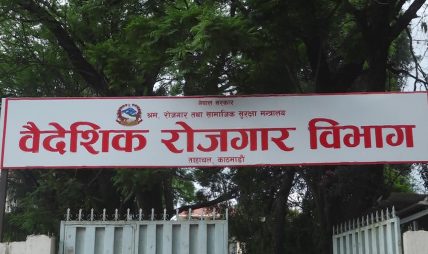 नेपाल सरकार
श्रम, रोजगार तथा सामाजिक सुरक्षा मन्त्रालय
वैदेशिक रोजगार विभाग
ताहाचल, काठमाडौं